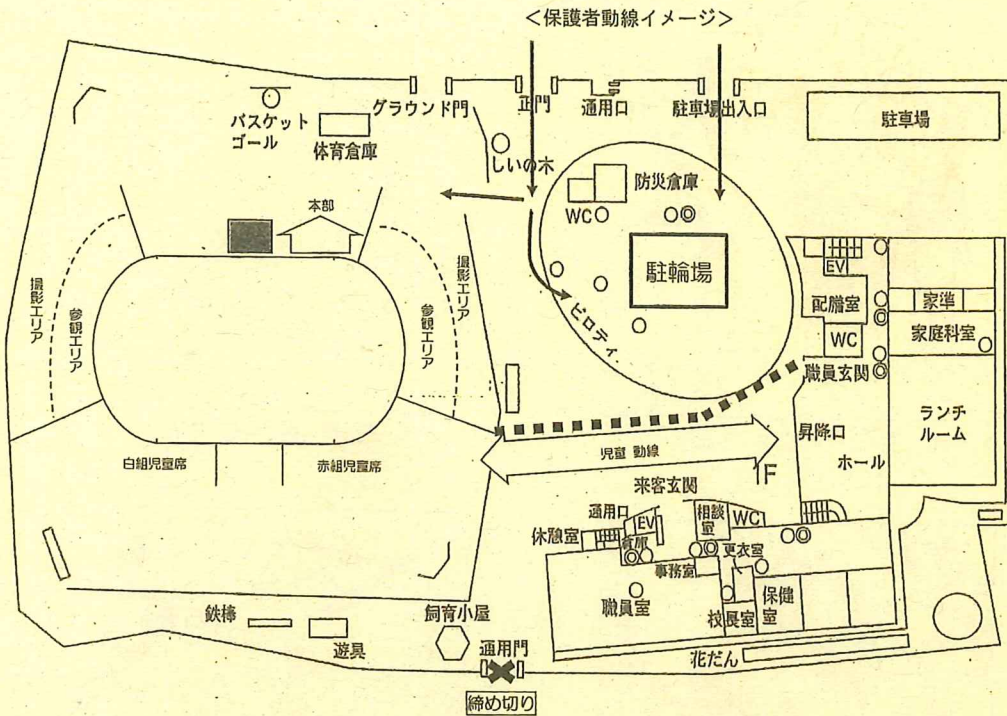 ＜保護者動線イメージ＞
グラウンド門
正門
通用口
駐車場出入口
駐車場
バスケット
ゴール
体育倉庫
しいの木
防災倉庫
WC
本部
駐輪場
ピロティ
撮影エリア
参観エリア
参観エリア
撮影エリア
EV
配膳室
WC
職員玄関
家準
家庭科室
ランチ
ルーム
昇降口
ホール
白組児童席
赤組児童席
児童 動線
来客玄関
1F
通用口
休憩室
EV
倉庫
相談
室
WC
更衣室
事務室
職員室
校長室
保健
室
花だん
鉄棒
遊具
飼育小屋
通用門
締め切り